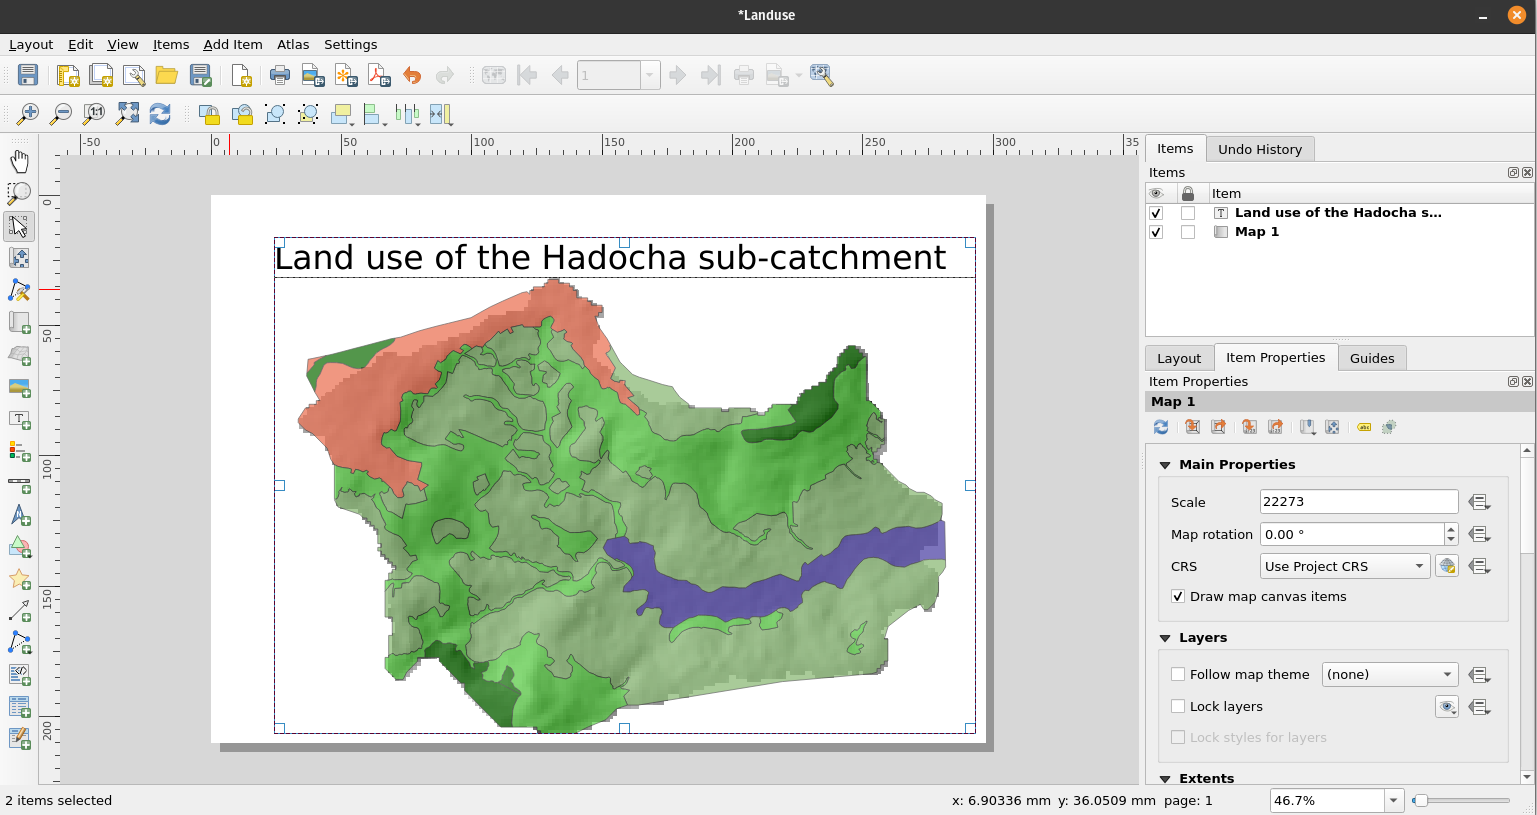 *Landuse
Layout Edit View Items Add Item Atlas Settings
1
1:1
-50 0 50 100 150 200 250 300 35
0
50
100
150
200
Land use of the Hadocha sub-catchment
Items Undo History
Items
Item
T Land use of the Hadocha s...
Map 1
Layout Item Properties Guides
Item Properties
Map 1
abc
Main Properties
Scale 22273
Map rotation 0.00 °
CRS Use Project CRS
Draw map canvas items
Layers
Follow map theme (none)
Lock layers
Lock styles for layers
Extents
2 items selected
x: 6.90336 mm y: 36.0509 mm page: 1
46.7%